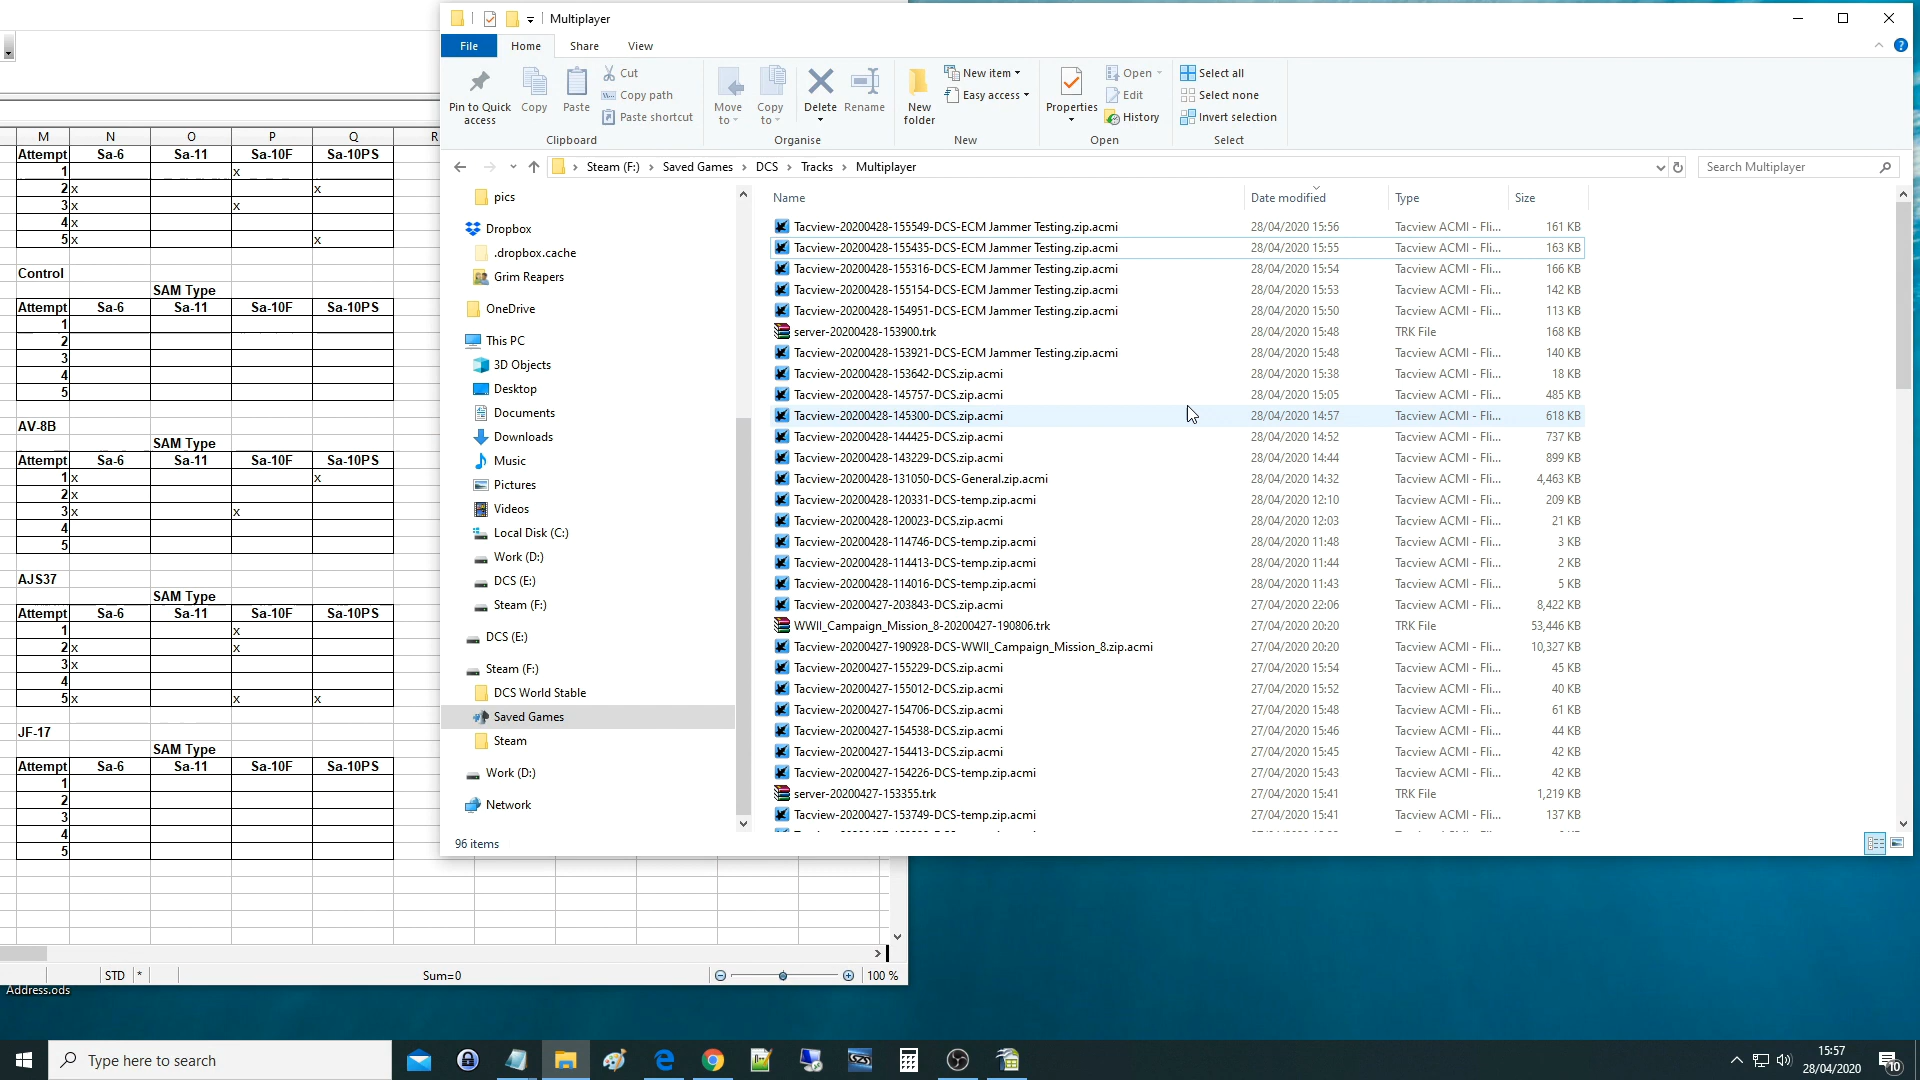 Multiplayer
File Home Share View
Pin to Quick access
Copy
Paste
Cut
Copy path
Paste shortcut
Clipboard
Move to
Copy to
Delete
Rename
Organise
New folder
New item
Easy access
New
Properties
Open
Edit
History
Open
Select all
Select none
Invert selection
Select
Steam (F:) Saved Games DCS Tracks Multiplayer
Search Multiplayer
M N O P Q R
Attempt Sa-6 Sa-11 Sa-10F Sa-10PS
1 x
2 x x
3 x x
4 x
5 x x
Control
SAM Type
Attempt Sa-6 Sa-11 Sa-10F Sa-10PS
1
2
3
4
5
AV-8B
SAM Type
Attempt Sa-6 Sa-11 Sa-10F Sa-10PS
1 x x
2 x
3 x x
4
5
AJS37
SAM Type
Attempt Sa-6 Sa-11 Sa-10F Sa-10PS
1 x
2 x x
3 x
4
5 x x x
JF-17
SAM Type
Attempt Sa-6 Sa-11 Sa-10F Sa-10PS
1
2
3
4
5
pics
Dropbox
.dropbox.cache
Grim Reapers
OneDrive
This PC
3D Objects
Desktop
Documents
Downloads
Music
Pictures
Videos
Local Disk (C:)
Work (D:)
DCS (E:)
Steam (F:)
DCS (E:)
Steam (F:)
DCS World Stable
Saved Games
Steam
Work (D:)
Network
96 items
Name Date modified Type Size
Tacview-20200428-155549-DCS-ECM Jammer Testing.zip.acmi 28/04/2020 15:56 Tacview ACMI - Fli... 161 KB
Tacview-20200428-155435-DCS-ECM Jammer Testing.zip.acmi 28/04/2020 15:55 Tacview ACMI - Fli... 163 KB
Tacview-20200428-155316-DCS-ECM Jammer Testing.zip.acmi 28/04/2020 15:54 Tacview ACMI - Fli... 166 KB
Tacview-20200428-155154-DCS-ECM Jammer Testing.zip.acmi 28/04/2020 15:53 Tacview ACMI - Fli... 142 KB
Tacview-20200428-154951-DCS-ECM Jammer Testing.zip.acmi 28/04/2020 15:50 Tacview ACMI - Fli... 113 KB
server-20200428-153900.trk 28/04/2020 15:48 TRK File 168 KB
Tacview-20200428-153921-DCS-ECM Jammer Testing.zip.acmi 28/04/2020 15:48 Tacview ACMI - Fli... 140 KB
Tacview-20200428-153642-DCS.zip.acmi 28/04/2020 15:38 Tacview ACMI - Fli... 18 KB
Tacview-20200428-145757-DCS.zip.acmi 28/04/2020 15:05 Tacview ACMI - Fli... 485 KB
Tacview-20200428-145300-DCS.zip.acmi 28/04/2020 14:57 Tacview ACMI - Fli... 618 KB
Tacview-20200428-144425-DCS.zip.acmi 28/04/2020 14:52 Tacview ACMI - Fli... 737 KB
Tacview-20200428-143229-DCS.zip.acmi 28/04/2020 14:44 Tacview ACMI - Fli... 899 KB
Tacview-20200428-131050-DCS-General.zip.acmi 28/04/2020 14:32 Tacview ACMI - Fli... 4,463 KB
Tacview-20200428-120331-DCS-temp.zip.acmi 28/04/2020 12:10 Tacview ACMI - Fli... 209 KB
Tacview-20200428-120023-DCS.zip.acmi 28/04/2020 12:03 Tacview ACMI - Fli... 21 KB
Tacview-20200428-114746-DCS-temp.zip.acmi 28/04/2020 11:48 Tacview ACMI - Fli... 3 KB
Tacview-20200428-114413-DCS-temp.zip.acmi 28/04/2020 11:44 Tacview ACMI - Fli... 2 KB
Tacview-20200428-114016-DCS-temp.zip.acmi 28/04/2020 11:43 Tacview ACMI - Fli... 5 KB
Tacview-20200427-203843-DCS.zip.acmi 27/04/2020 22:06 Tacview ACMI - Fli... 8,422 KB
WWII_Campaign_Mission_8-20200427-190806.trk 27/04/2020 20:20 TRK File 53,446 KB
Tacview-20200427-190928-DCS-WWII_Campaign_Mission_8.zip.acmi 27/04/2020 20:20 Tacview ACMI - Fli... 10,327 KB
Tacview-20200427-155229-DCS.zip.acmi 27/04/2020 15:54 Tacview ACMI - Fli... 45 KB
Tacview-20200427-155012-DCS.zip.acmi 27/04/2020 15:52 Tacview ACMI - Fli... 40 KB
Tacview-20200427-154706-DCS.zip.acmi 27/04/2020 15:48 Tacview ACMI - Fli... 61 KB
Tacview-20200427-154538-DCS.zip.acmi 27/04/2020 15:46 Tacview ACMI - Fli... 44 KB
Tacview-20200427-154413-DCS.zip.acmi 27/04/2020 15:45 Tacview ACMI - Fli... 42 KB
Tacview-20200427-154226-DCS-temp.zip.acmi 27/04/2020 15:43 Tacview ACMI - Fli... 42 KB
server-20200427-153355.trk 27/04/2020 15:41 TRK File 1,219 KB
Tacview-20200427-153749-DCS-temp.zip.acmi 27/04/2020 15:41 Tacview ACMI - Fli... 137 KB
STD * Sum=0 100 %
Address.ods
Type here to search
15:57
28/04/2020
10